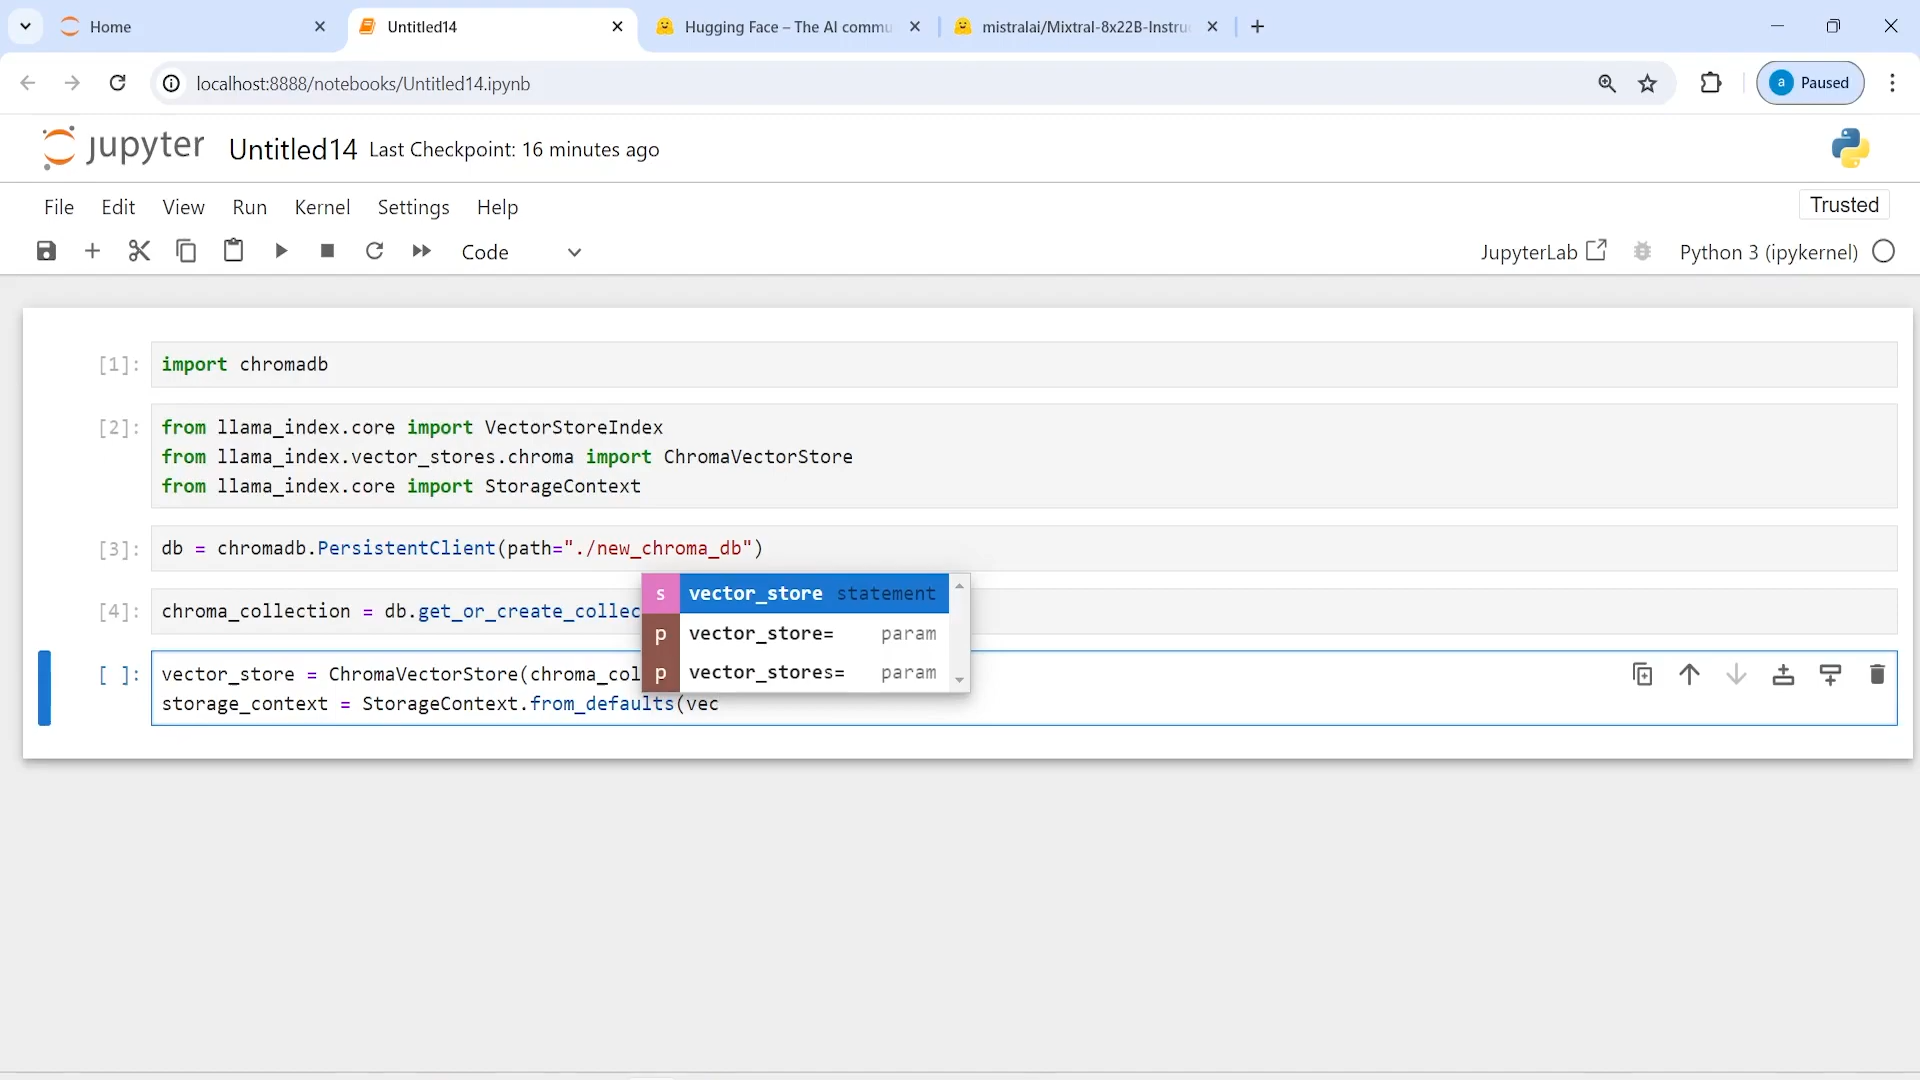 Home
Untitled14
Hugging Face – The AI commu
mistralai/Mixtral-8x22B-Instru
localhost:8888/notebooks/Untitled14.ipynb
a
Paused
jupyter
Untitled14 Last Checkpoint: 16 minutes ago
File Edit View Run Kernel Settings Help
Trusted
Code
JupyterLab
Python 3 (ipykernel)
[1]: import chromadb
[2]: from llama_index.core import VectorStoreIndex
from llama_index.vector_stores.chroma import ChromaVectorStore
from llama_index.core import StorageContext
[3]: db = chromadb.PersistentClient(path="./new_chroma_db")
s vector_store statement
[4]: chroma_collection = db.get_or_create_collec
p vector_store= param
p vector_stores= param
[ ]: vector_store = ChromaVectorStore(chroma_col
storage_context = StorageContext.from_defaults(vec